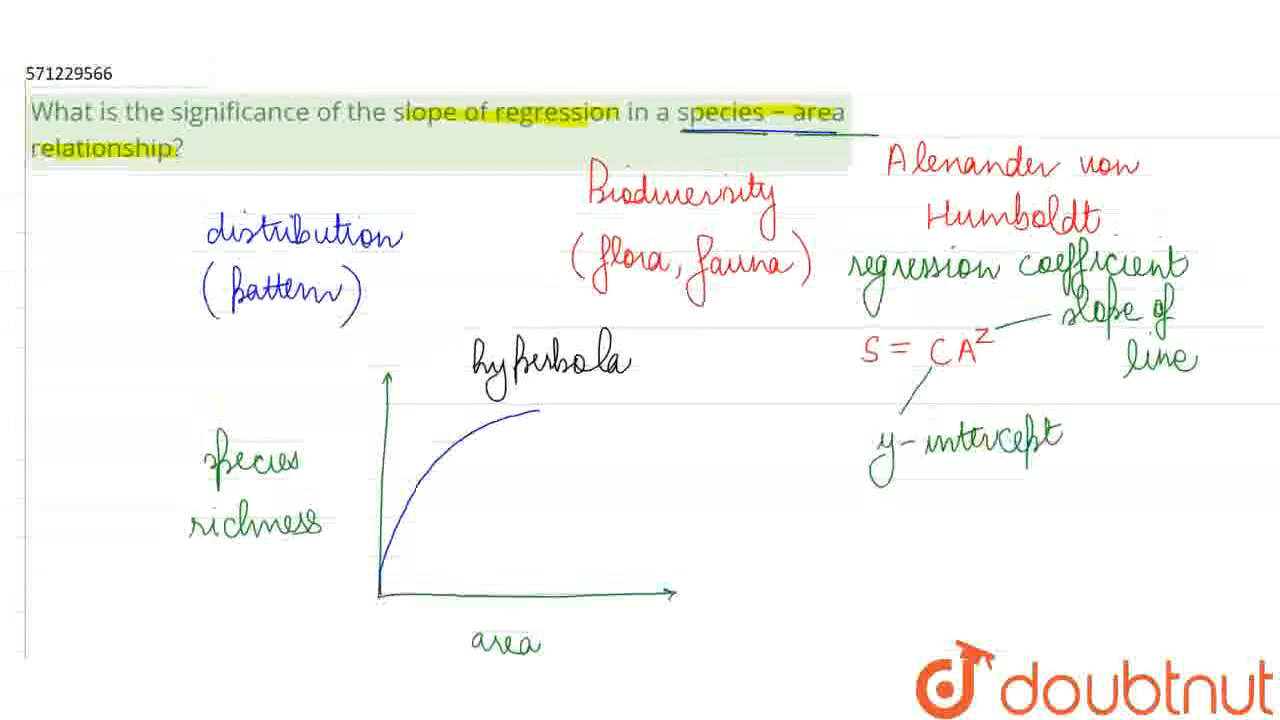 571229566
What is the significance of the slope of regression in a species – area
relationship?
Alenander von
Humboldt
Biodiversity
(flora, fauna)
distribution
(pattern)
regression coefficient
slope of
line
S = CA^Z
y-intercept
hyperbola
species
richness
area
doubtnut